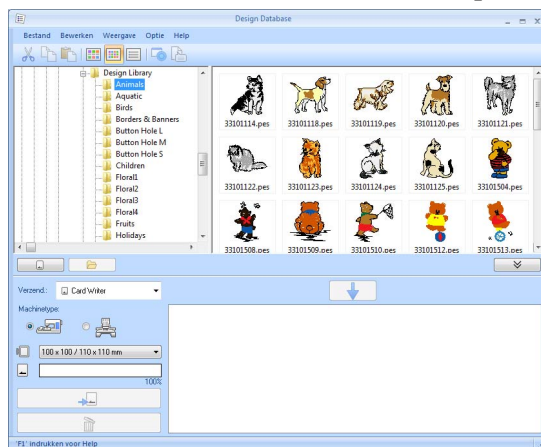 Design Database
Bestand Bewerken Weergave Optie Help
Design Library
Animals
Aquatic
Birds
Borders & Banners
Button Hole L
Button Hole M
Button Hole S
Children
Floral1
Floral2
Floral3
Floral4
Fruits
Holidays
33101114.pes 33101118.pes 33101119.pes 33101120.pes 33101121.pes
33101122.pes 33101123.pes 33101124.pes 33101125.pes 33101504.pes
33101508.pes 33101509.pes 33101510.pes 33101512.pes 33101513.pes
Verzend.: Card Writer
Machinetype:
100 x 100 / 110 x 110 mm
100%
'F1' indrukken voor Help